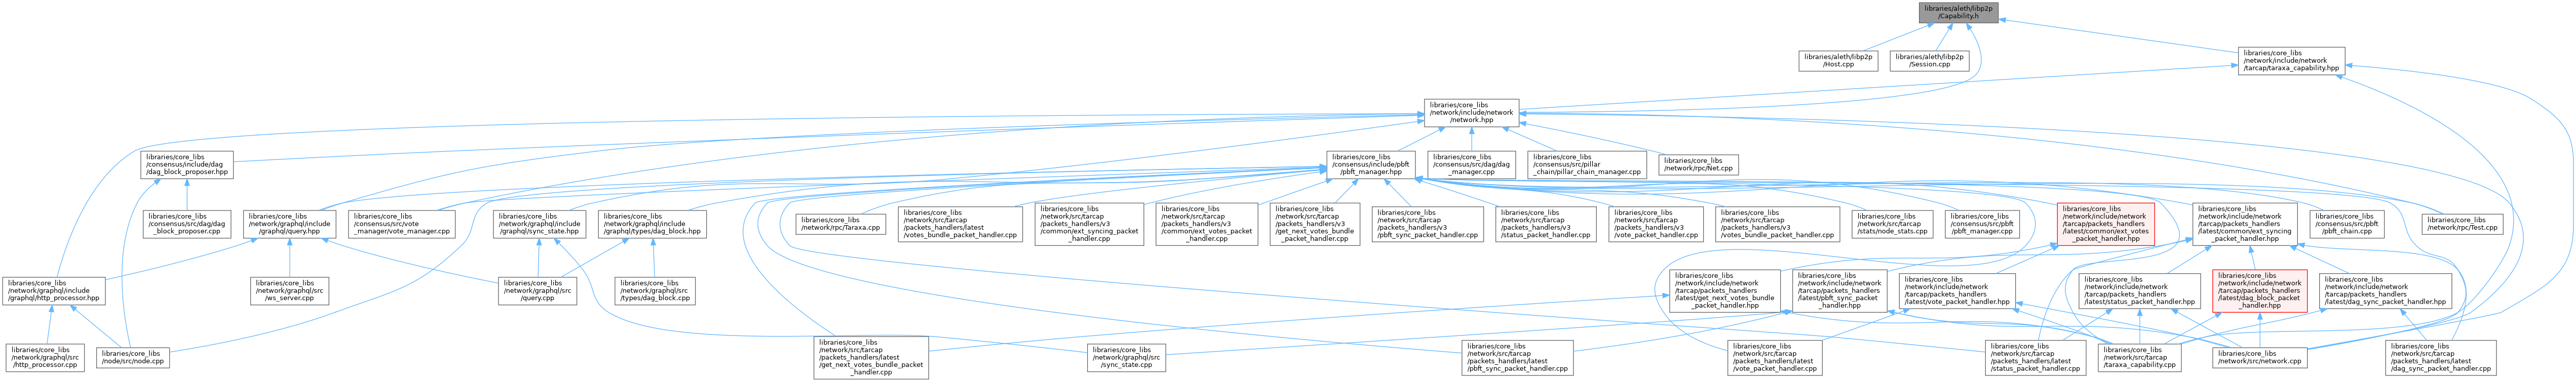 libraries/aleth/libp2p
/Capability.h
libraries/aleth/libp2p
/Host.cpp
libraries/aleth/libp2p
/Session.cpp
libraries/core_libs
/network/include/network
/tarcap/taraxa_capability.hpp
libraries/core_libs
/network/include/network
/network.hpp
libraries/core_libs
/consensus/include/dag
/dag_block_proposer.hpp
libraries/core_libs
/consensus/include/pbft
/pbft_manager.hpp
libraries/core_libs
/consensus/src/dag/dag
_manager.cpp
libraries/core_libs
/consensus/src/pillar
_chain/pillar_chain_manager.cpp
libraries/core_libs
/network/rpc/Net.cpp
libraries/core_libs
/consensus/src/dag/dag
_block_proposer.cpp
libraries/core_libs
/network/graphql/include
/graphql/query.hpp
libraries/core_libs
/consensus/src/vote
_manager/vote_manager.cpp
libraries/core_libs
/network/graphql/include
/graphql/sync_state.hpp
libraries/core_libs
/network/graphql/include
/graphql/types/dag_block.hpp
libraries/core_libs
/network/rpc/Taraxa.cpp
libraries/core_libs
/network/src/tarcap
/packets_handlers/latest
/votes_bundle_packet_handler.cpp
libraries/core_libs
/network/src/tarcap
/packets_handlers/v3
/common/ext_syncing_packet
_handler.cpp
libraries/core_libs
/network/src/tarcap
/packets_handlers/v3
/common/ext_votes_packet
_handler.cpp
libraries/core_libs
/network/src/tarcap
/packets_handlers/v3
/get_next_votes_bundle
_packet_handler.cpp
libraries/core_libs
/network/src/tarcap
/packets_handlers/v3
/pbft_sync_packet_handler.cpp
libraries/core_libs
/network/src/tarcap
/packets_handlers/v3
/status_packet_handler.cpp
libraries/core_libs
/network/src/tarcap
/packets_handlers/v3
/vote_packet_handler.cpp
libraries/core_libs
/network/src/tarcap
/packets_handlers/v3
/votes_bundle_packet_handler.cpp
libraries/core_libs
/network/src/tarcap
/stats/node_stats.cpp
libraries/core_libs
/consensus/src/pbft
/pbft_manager.cpp
libraries/core_libs
/network/include/network
/tarcap/packets_handlers
/latest/common/ext_votes
_packet_handler.hpp
libraries/core_libs
/network/include/network
/tarcap/packets_handlers
/latest/common/ext_syncing
_packet_handler.hpp
libraries/core_libs
/consensus/src/pbft
/pbft_chain.cpp
libraries/core_libs
/network/rpc/Test.cpp
libraries/core_libs
/network/graphql/include
/graphql/http_processor.hpp
libraries/core_libs
/network/graphql/src
/ws_server.cpp
libraries/core_libs
/network/graphql/src
/query.cpp
libraries/core_libs
/network/graphql/src
/types/dag_block.cpp
libraries/core_libs
/network/include/network
/tarcap/packets_handlers
/latest/get_next_votes_bundle
_packet_handler.hpp
libraries/core_libs
/network/include/network
/tarcap/packets_handlers
/latest/pbft_sync_packet
_handler.hpp
libraries/core_libs
/network/include/network
/tarcap/packets_handlers
/latest/vote_packet_handler.hpp
libraries/core_libs
/network/include/network
/tarcap/packets_handlers
/latest/status_packet_handler.hpp
libraries/core_libs
/network/include/network
/tarcap/packets_handlers
/latest/dag_block_packet
_handler.hpp
libraries/core_libs
/network/include/network
/tarcap/packets_handlers
/latest/dag_sync_packet_handler.hpp
libraries/core_libs
/network/graphql/src
/http_processor.cpp
libraries/core_libs
/node/src/node.cpp
libraries/core_libs
/network/src/tarcap
/packets_handlers/latest
/get_next_votes_bundle_packet
_handler.cpp
libraries/core_libs
/network/graphql/src
/sync_state.cpp
libraries/core_libs
/network/src/tarcap
/packets_handlers/latest
/pbft_sync_packet_handler.cpp
libraries/core_libs
/network/src/tarcap
/packets_handlers/latest
/vote_packet_handler.cpp
libraries/core_libs
/network/src/tarcap
/packets_handlers/latest
/status_packet_handler.cpp
libraries/core_libs
/network/src/tarcap
/taraxa_capability.cpp
libraries/core_libs
/network/src/network.cpp
libraries/core_libs
/network/src/tarcap
/packets_handlers/latest
/dag_sync_packet_handler.cpp